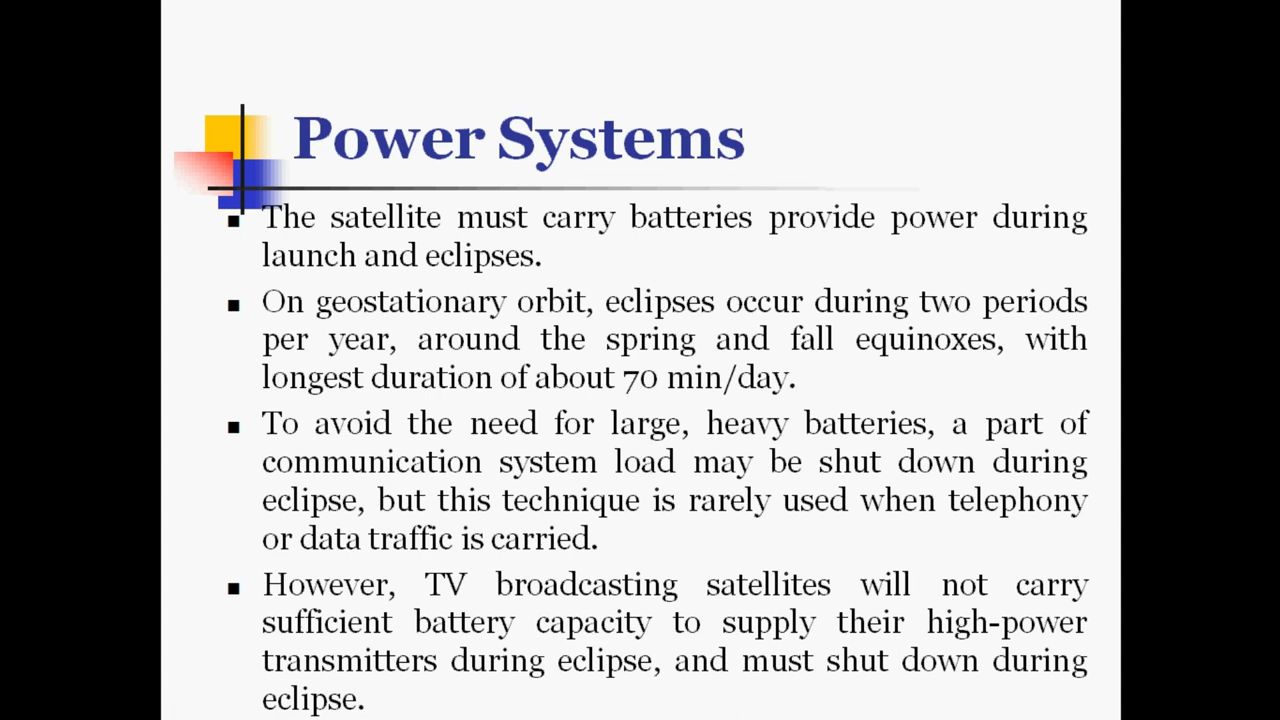 Power Systems
The satellite must carry batteries provide power during
launch and eclipses.
On geostationary orbit, eclipses occur during two periods
per year, around the spring and fall equinoxes, with
longest duration of about 70 min/day.
To avoid the need for large, heavy batteries, a part of
communication system load may be shut down during
eclipse, but this technique is rarely used when telephony
or data traffic is carried.
However, TV broadcasting satellites will not carry
sufficient battery capacity to supply their high-power
transmitters during eclipse, and must shut down during
eclipse.